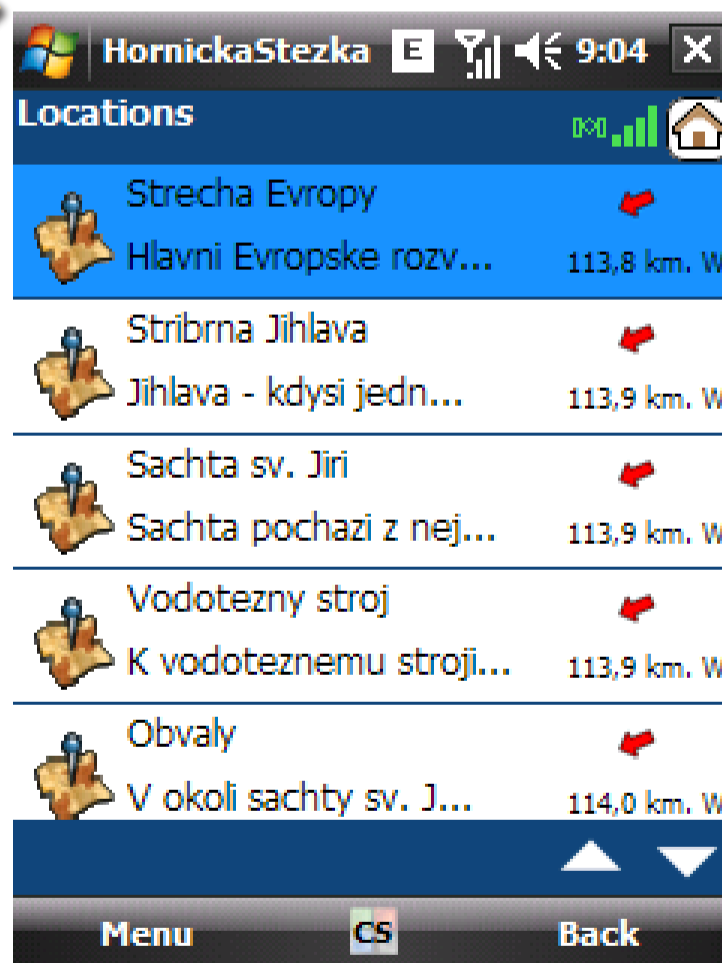 HornickaStezka E 9:04
Locations
Strecha Evropy
Hlavni Evropske rozv...
113,8 km. W
Stribrna Jihlava
Jihlava - kdysi jedn...
113,9 km. W
Sachta sv. Jiri
Sachta pochazi z nej...
113,9 km. W
Vodotezny stroj
K vodoteznemu stroji...
113,9 km. W
Obvaly
V okoli sachty sv. J...
114,0 km. W
Menu CS Back